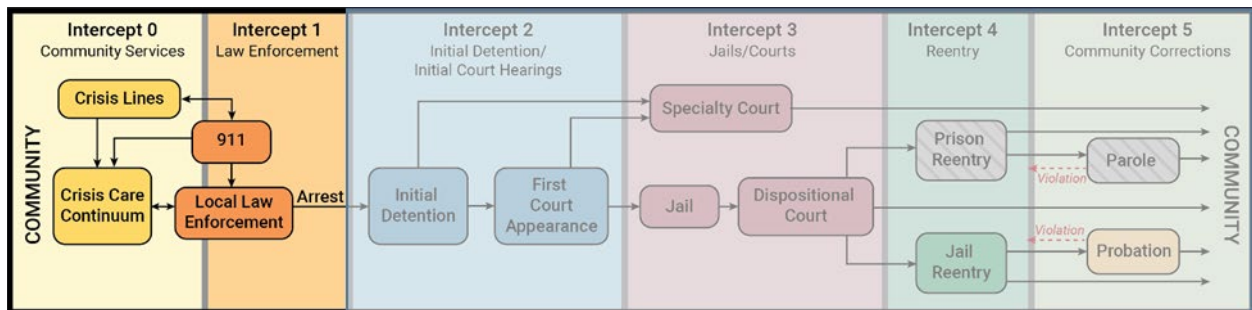 Intercept 0
Community Services
Intercept 1
Law Enforcement
Intercept 2
Initial Detention/
Initial Court Hearings
Intercept 3
Jails/Courts
Intercept 4
Reentry
Intercept 5
Community Corrections
COMMUNITY
Crisis Lines
911
Crisis Care
Continuum
Local Law
Enforcement
Arrest
Initial
Detention
First
Court
Appearance
Specialty Court
Jail
Dispositional
Court
Prison
Reentry
Parole
Violation
Jail
Reentry
Violation
Probation
COMMUNITY